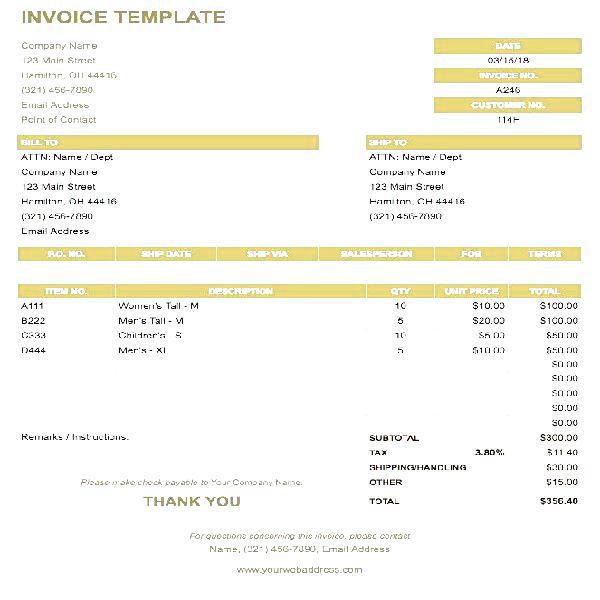 INVOICE TEMPLATE
Company Name
123 Main Street
Hamilton, OH 44416
(321) 456-7890
Email Address
Point of Contact
DATE
03/15/18
INVOICE NO.
A246
CUSTOMER NO.
114H
BILL TO
ATTN: Name / Dept
Company Name
123 Main Street
Hamilton, OH 44416
(321) 456-7890
Email Address
SHIP TO
ATTN: Name / Dept
Company Name
123 Main Street
Hamilton, OH 44416
(321) 456-7890
P.O. NO. SHIP DATE SHIP VIA SALESPERSON FOB TERMS
ITEM NO. DESCRIPTION QTY UNIT PRICE TOTAL
A111 Women's Tall - M 10 $10.00 $100.00
B222 Men's Tall - M 5 $20.00 $100.00
C333 Children's - S 10 $5.00 $50.00
D444 Men's - XL 5 $10.00 $50.00
$0.00
$0.00
$0.00
$0.00
$0.00
Remarks / Instructions: SUBTOTAL $300.00
TAX 3.80% $11.40
SHIPPING/HANDLING $30.00
Please make check payable to Your Company Name. OTHER $15.00
THANK YOU TOTAL $356.40
For questions concerning this invoice, please contact
Name, (321) 456-7890, Email Address
www.yourwebaddress.com